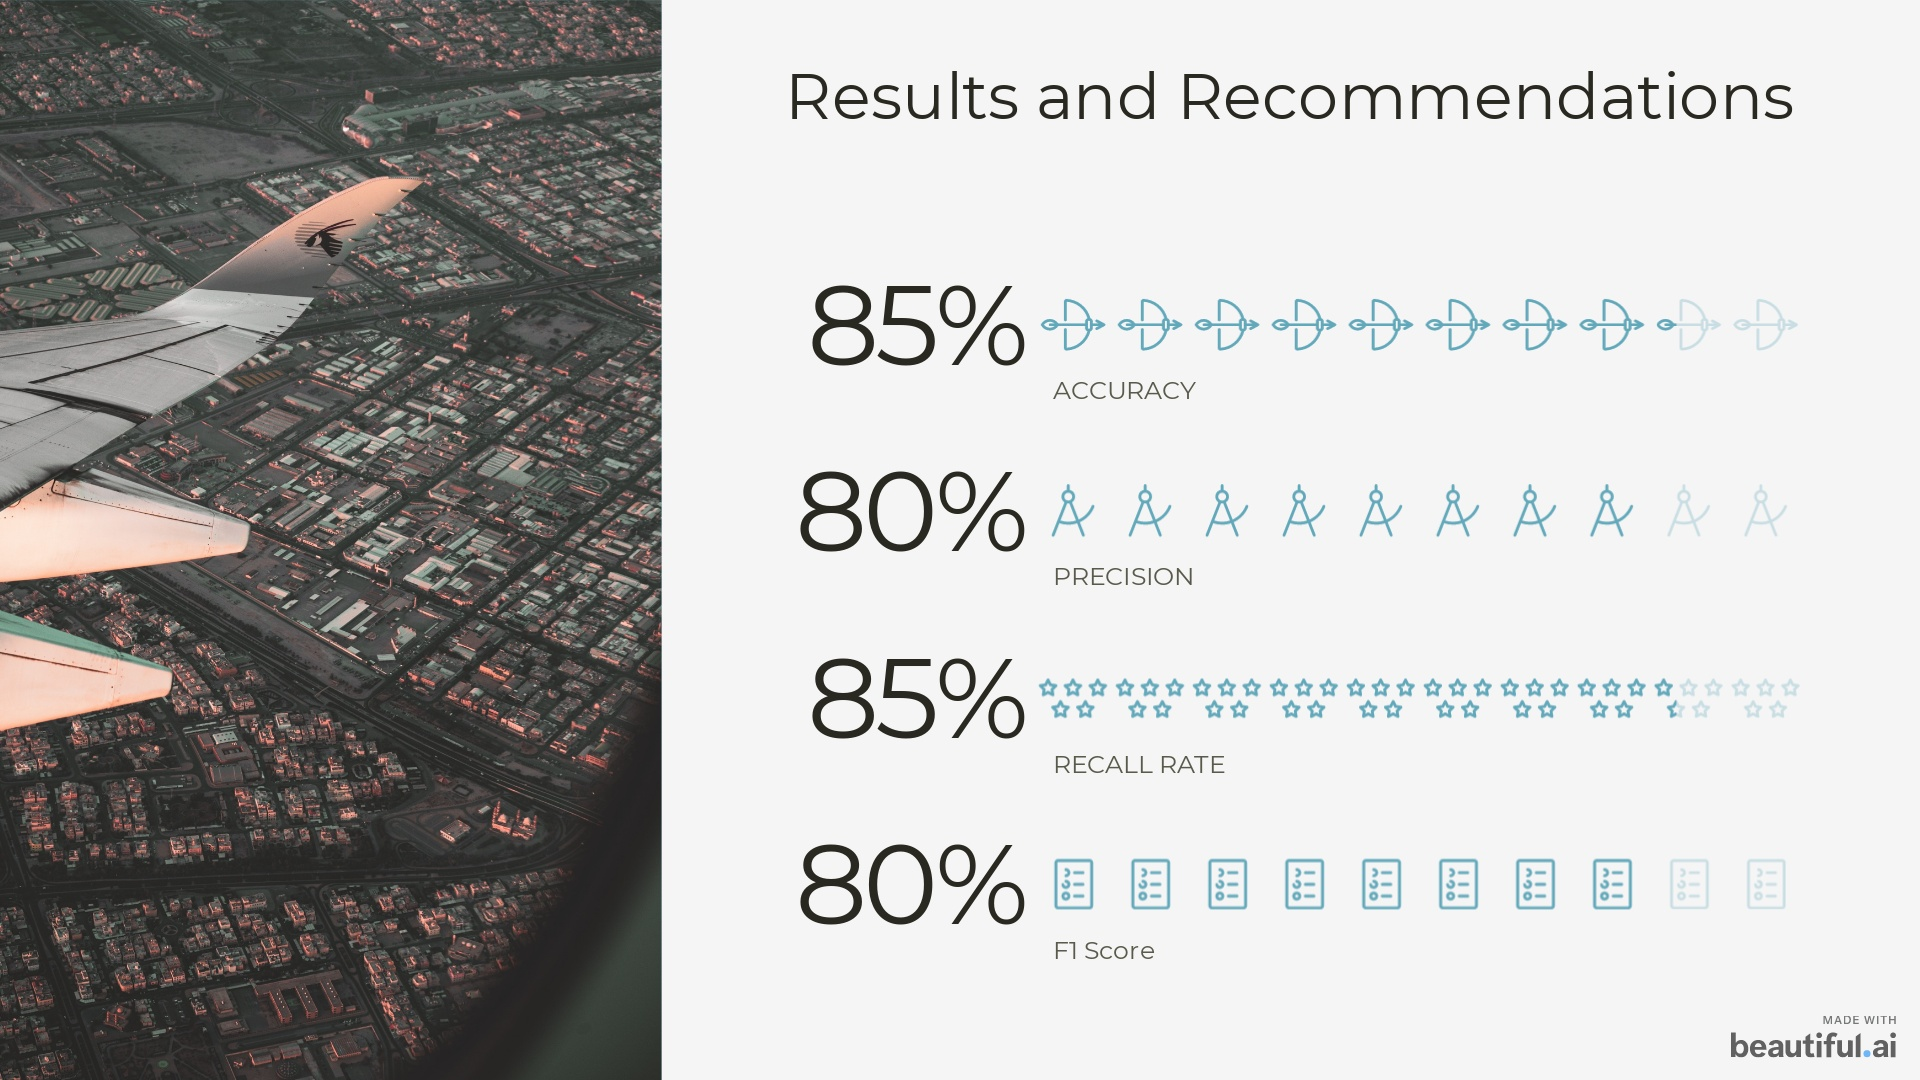 Results and Recommendations
85%
ACCURACY
80%
PRECISION
85%
RECALL RATE
80%
F1 Score
MADE WITH
beautiful.ai